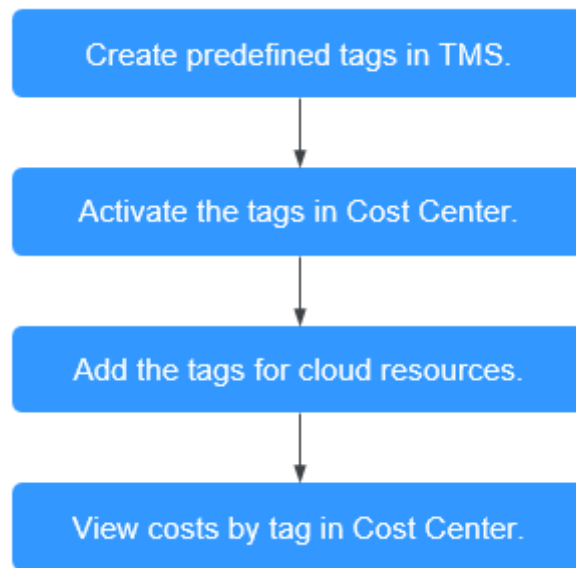 Create predefined tags in TMS.
Activate the tags in Cost Center.
Add the tags for cloud resources.
View costs by tag in Cost Center.